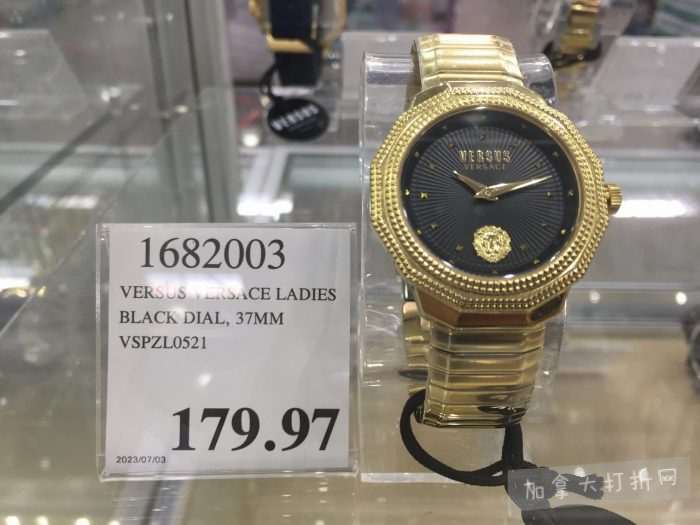 1682003
VERSUS VERSACE LADIES
BLACK DIAL, 37MM
VSPZL0521
179.97
2023/07/03
VERSUS
VERSACE
VERSUS
加拿大打折网